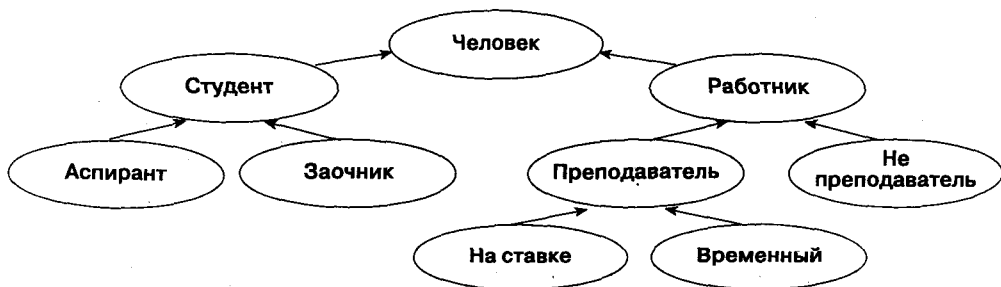 Человек
Студент
Работник
Аспирант
Заочник
Преподаватель
Не
преподаватель
На ставке
Временный